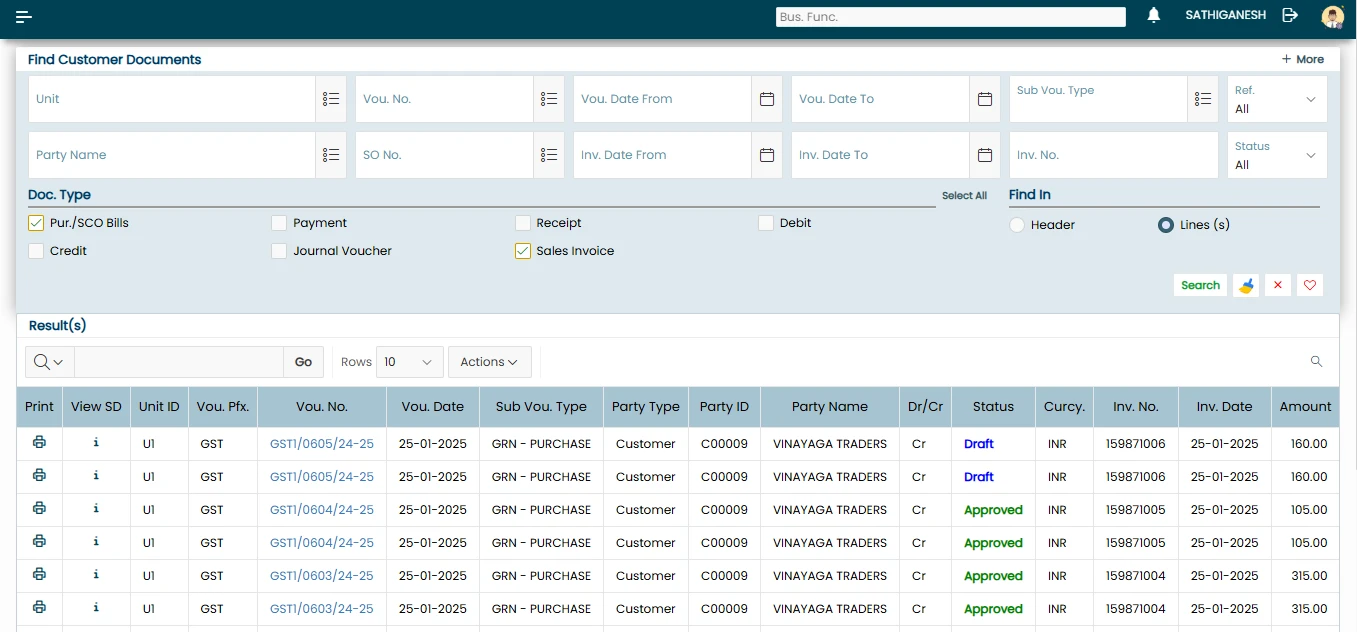 Bus. Func. SATHIGANESH
Find Customer Documents + More
Unit Vou. No. Vou. Date From Vou. Date To Sub Vou. Type Ref. All
Party Name SO No. Inv. Date From Inv. Date To Inv. No. Status All
Doc. Type Select All Find In
Pur./SCO Bills Payment Receipt Debit Header Lines (s)
Credit Journal Voucher Sales Invoice
Search
Result(s)
Go Rows 10 Actions
Print View SD Unit ID Vou. Pfx. Vou. No. Vou. Date Sub Vou. Type Party Type Party ID Party Name Dr/Cr Status Curcy. Inv. No. Inv. Date Amount
U1 GST GST1/0605/24-25 25-01-2025 GRN - PURCHASE Customer C00009 VINAYAGA TRADERS Cr Draft INR 159871006 25-01-2025 160.00
U1 GST GST1/0605/24-25 25-01-2025 GRN - PURCHASE Customer C00009 VINAYAGA TRADERS Cr Draft INR 159871006 25-01-2025 160.00
U1 GST GST1/0604/24-25 25-01-2025 GRN - PURCHASE Customer C00009 VINAYAGA TRADERS Cr Approved INR 159871005 25-01-2025 105.00
U1 GST GST1/0604/24-25 25-01-2025 GRN - PURCHASE Customer C00009 VINAYAGA TRADERS Cr Approved INR 159871005 25-01-2025 105.00
U1 GST GST1/0603/24-25 25-01-2025 GRN - PURCHASE Customer C00009 VINAYAGA TRADERS Cr Approved INR 159871004 25-01-2025 315.00
U1 GST GST1/0603/24-25 25-01-2025 GRN - PURCHASE Customer C00009 VINAYAGA TRADERS Cr Approved INR 159871004 25-01-2025 315.00